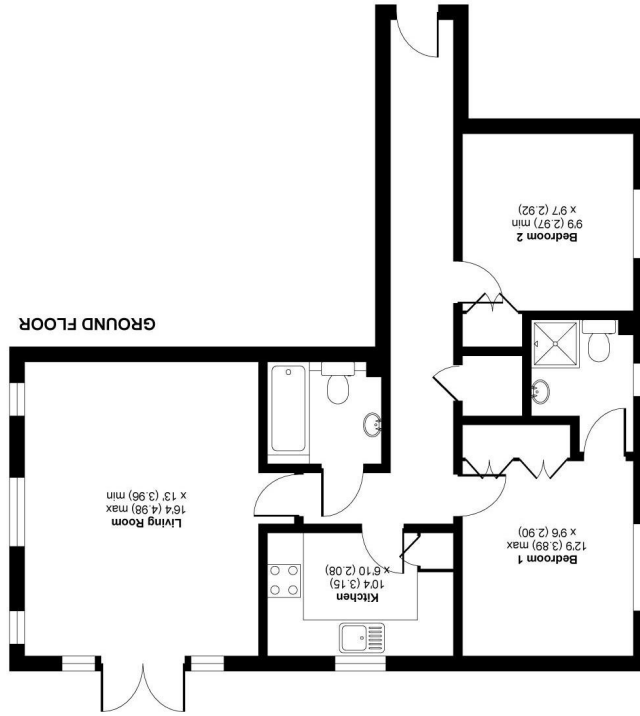 Kitchen
10'4 (3.15)
x 6'10 (2.08)
Bedroom 1
12'9 (3.89) max
x 9'6 (2.90)
Living Room
16'4 (4.98) max
x 13' (3.96) min
GROUND FLOOR
Bedroom 2
9'9 (2.97) min
x 9'7 (2.92)